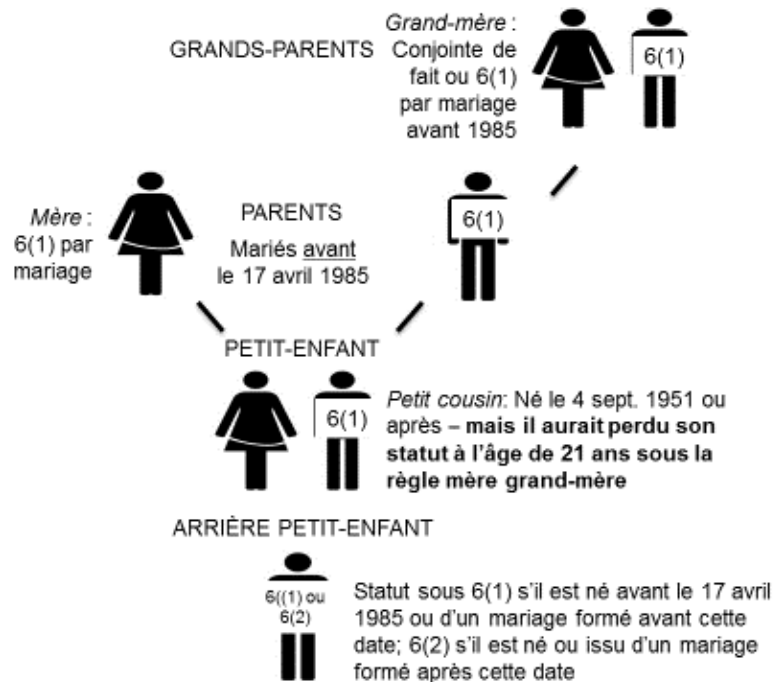 GRANDS-PARENTS
Grand-mère :
Conjointe de
fait ou 6(1)
par mariage
avant 1985
6(1)
Mère :
6(1) par
mariage
PARENTS
Mariés avant
le 17 avril 1985
6(1)
PETIT-ENFANT
6(1)
Petit cousin: Né le 4 sept. 1951 ou
après – mais il aurait perdu son
statut à l’âge de 21 ans sous la
règle mère grand-mère
ARRIÈRE PETIT-ENFANT
6((1) ou
6(2)
Statut sous 6(1) s’il est né avant le 17 avril
1985 ou d’un mariage formé avant cette
date; 6(2) s’il est né ou issu d’un mariage
formé après cette date